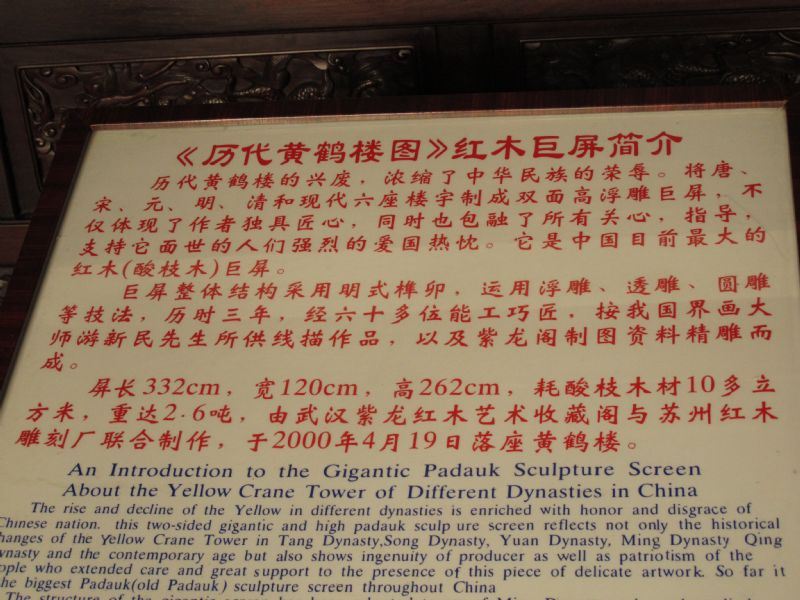 《历代黄鹤楼图》红木巨屏简介
历代黄鹤楼的兴废，浓缩了中华民族的荣辱。将唐、
宋、元、明、清和现代六座楼宇制成双面高浮雕巨屏，不
仅体现了作者独具匠心，同时也包融了所有关心，指导，
支持它面世的人们强烈的爱国热忱。它是中国目前最大的
红木(酸枝木)巨屏。
巨屏整体结构采用明式榫卯，运用浮雕、透雕、圆雕
等技法，历时三年，经六十多位能工巧匠，按我国界画大
师游新民先生所供线描作品，以及紫龙阁制图资料精雕而
成。
屏长332cm，宽120cm，高262cm，耗酸枝木材10多立
方米，重达2.6吨，由武汉紫龙红木艺术收藏阁与苏州红木
雕刻厂联合制作，于2000年4月19日落座黄鹤楼。
An Introduction to the Gigantic Padauk Sculpture Screen
About the Yellow Crane Tower of Different Dynasties in China
The rise and decline of the Yellow in different dynasties is enriched with honor and disgrace of
Chinese nation. this two-sided gigantic and high padauk sculp ure screen reflects not only the historical
hanges of the Yellow Crane Tower in Tang Dynasty,Song Dynasty, Yuan Dynasty, Ming Dynasty Qing
ynasty and the contemporary age but also shows ingenuity of producer as well as patriotism of the
ople who extended care and great support to the presence of this piece of delicate artwork. So far it
the biggest Padauk(old Padauk) sculpture screen throughout China
The structure of the gigantic